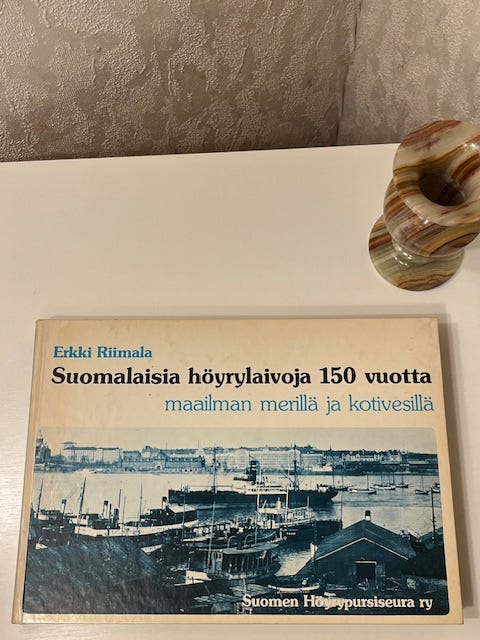 Erkki Riimala
Suomalaisia höyrylaivoja 150 vuotta
maailman merillä ja kotivesillä
Suomen Höyrypursiseura ry